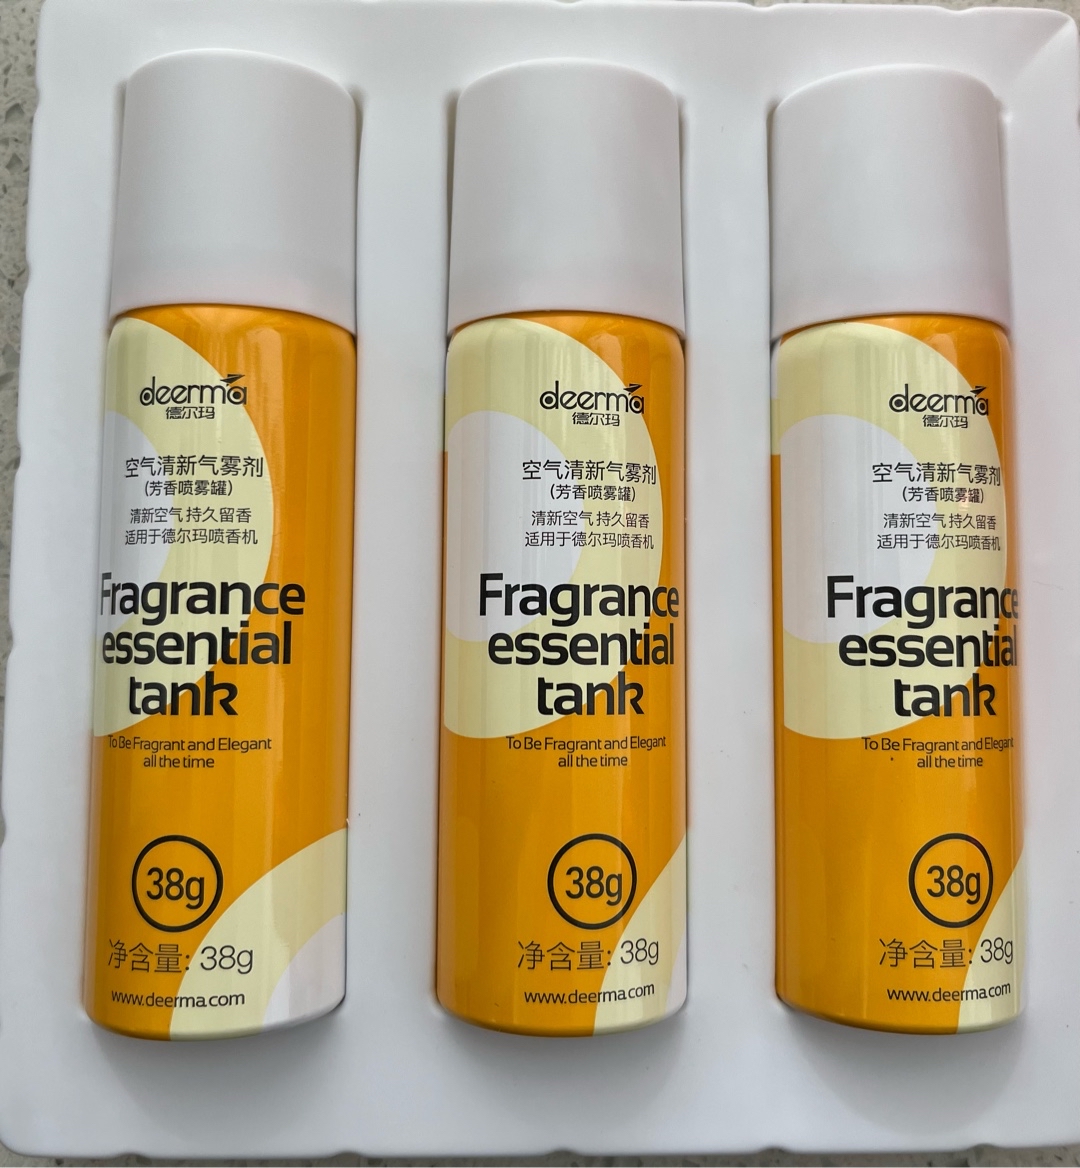 deerma
德尔玛
空气清新气雾剂
(芳香喷雾罐)
清新空气 持久留香
适用于德尔玛喷香机
Fragrance
essential
tank
To Be Fragrant and Elegant
all the time
38g
净含量: 38g
www.deerma.com
deerma
德尔玛
空气清新气雾剂
(芳香喷雾罐)
清新空气 持久留香
适用于德尔玛喷香机
Fragrance
essential
tank
To Be Fragrant and Elegant
all the time
38g
净含量: 38g
www.deerma.com
deerma
德尔玛
空气清新气雾剂
(芳香喷雾罐)
清新空气 持久留香
适用于德尔玛喷香机
Fragrance
essential
tank
To Be Fragrant and Elegant
all the time
38g
净含量: 38g
www.deerma.com